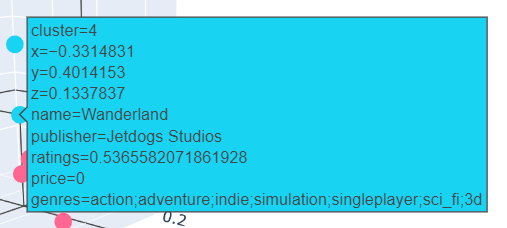 cluster=4
x=−0.3314831
y=0.4014153
z=0.1337837
name=Wanderland
publisher=Jetdogs Studios
ratings=0.5365582071861928
price=0
genres=action;adventure;indie;simulation;singleplayer;sci_fi;3d
0.2